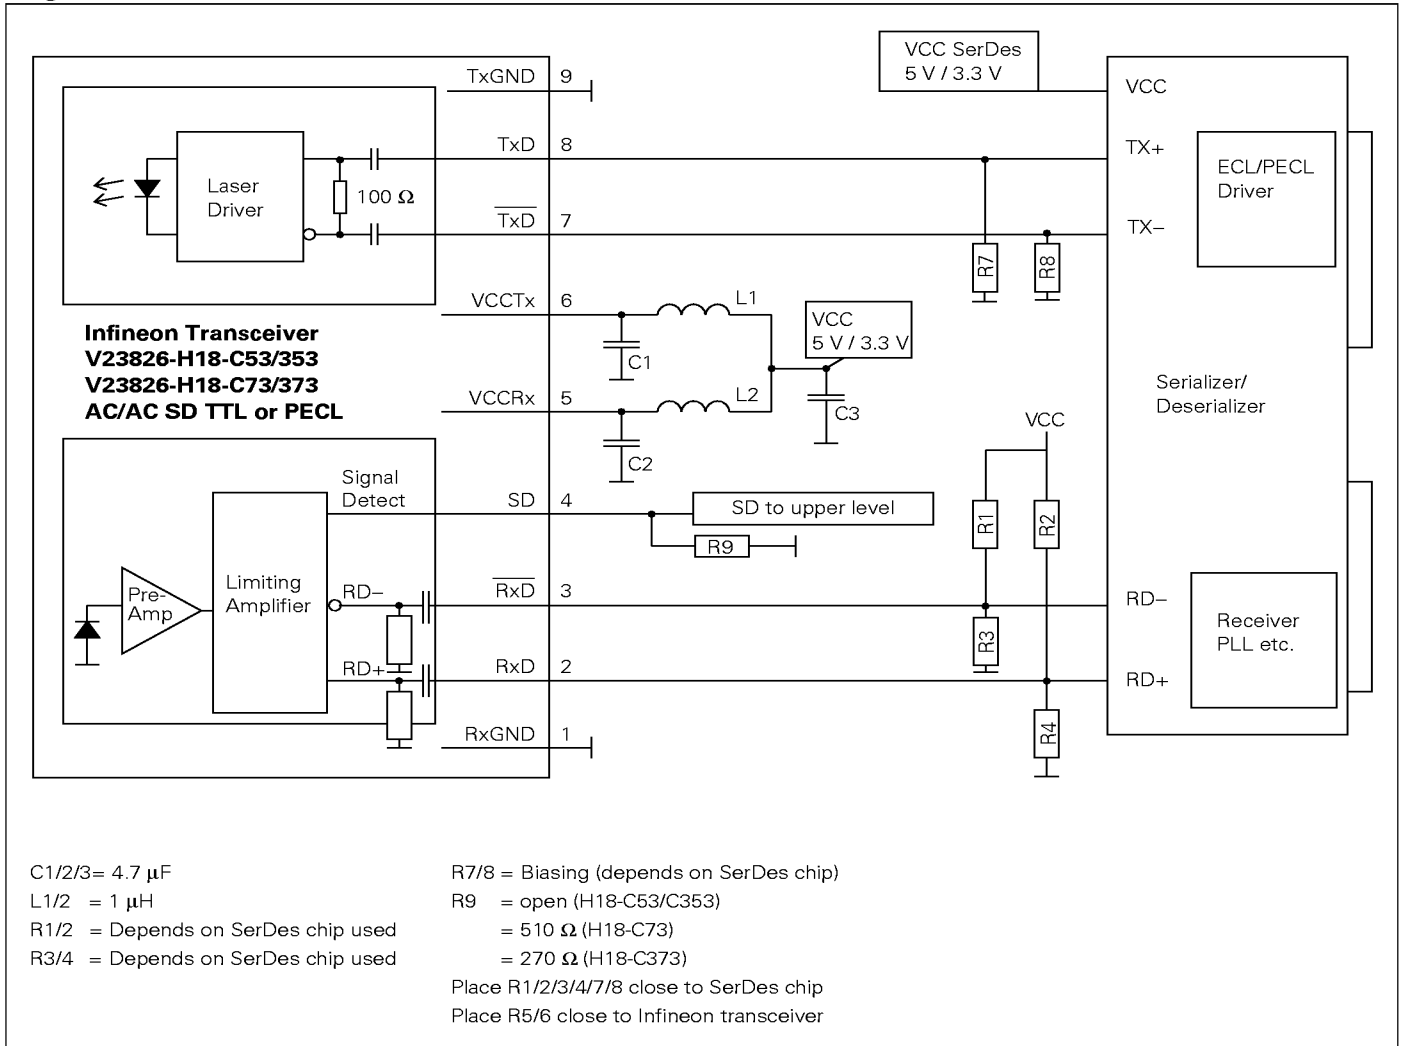 VCC SerDes
5 V / 3.3 V
TxGND 9
VCC
TxD 8
TX+
ECL/PECL
Driver
Laser
Driver
100 Ω
TxD 7
TX−
R7
R8
VCCTx 6
L1
VCC
5 V / 3.3 V
C1
Infineon Transceiver
V23826-H18-C53/353
V23826-H18-C73/373
AC/AC SD TTL or PECL
VCCRx 5
L2
C3
C2
Serializer/
Deserializer
VCC
Signal
Detect
SD 4
SD to upper level
R9
R1
R2
Pre-
Amp
Limiting
Amplifier
RD−
RxD 3
RD−
R3
Receiver
PLL etc.
RD+
RxD 2
RD+
R4
RxGND 1
C1/2/3= 4.7 μF
L1/2 = 1 μH
R1/2 = Depends on SerDes chip used
R3/4 = Depends on SerDes chip used
R7/8 = Biasing (depends on SerDes chip)
R9 = open (H18-C53/C353)
= 510 Ω (H18-C73)
= 270 Ω (H18-C373)
Place R1/2/3/4/7/8 close to SerDes chip
Place R5/6 close to Infineon transceiver